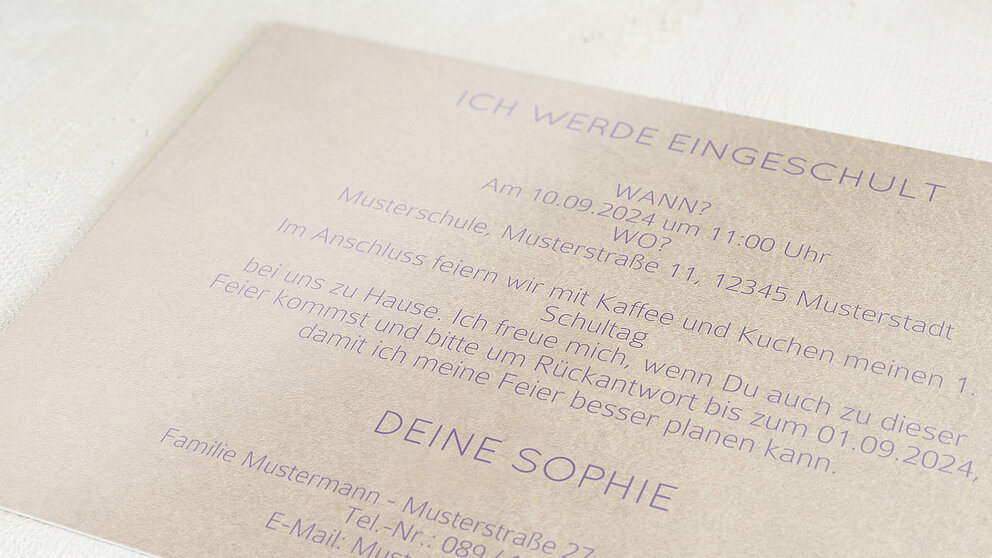 ICH WERDE EINGESCHULT
WANN?
Am 10.09.2024 um 11:00 Uhr
WO?
Musterschule, Musterstraße 11, 12345 Musterstadt
Im Anschluss feiern wir mit Kaffee und Kuchen meinen 1.
Schultag
bei uns zu Hause. Ich freue mich, wenn Du auch zu dieser
Feier kommst und bitte um Rückantwort bis zum 01.09.2024,
damit ich meine Feier besser planen kann.
DEINE SOPHIE
Familie Mustermann - Musterstraße 27
Tel.-Nr.: 089 /
E-Mail: